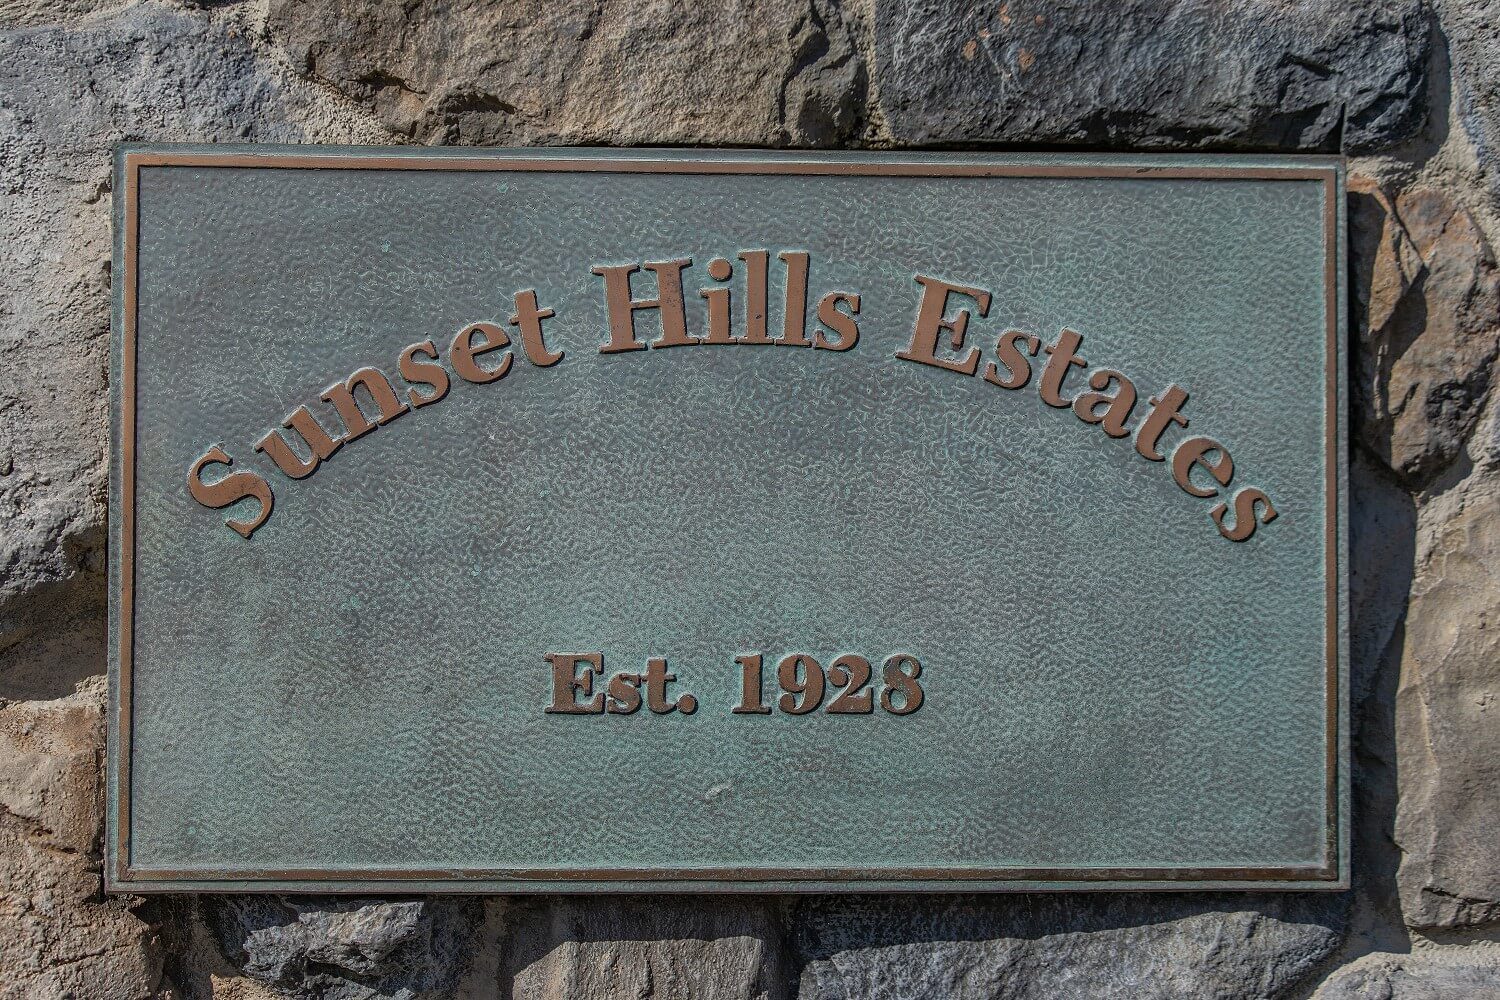 Sunset Hills Estates
Est. 1928